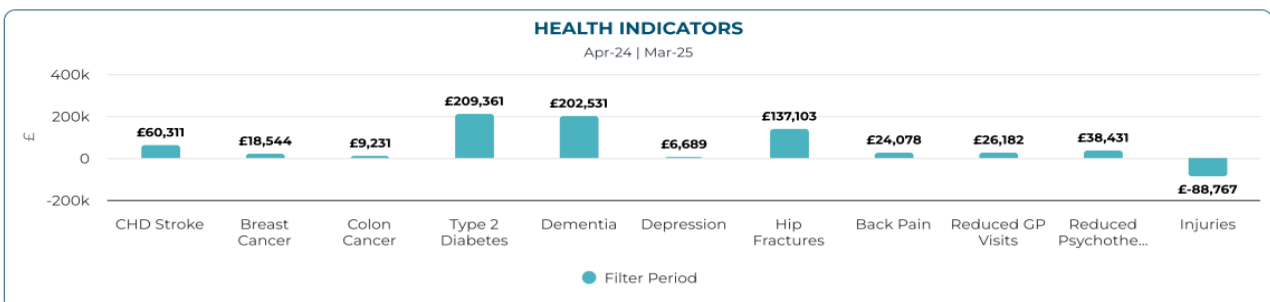 HEALTH INDICATORS
Apr-24 | Mar-25
400k
200k
0
-200k
£
£60,311
£18,544
£9,231
£209,361
£202,531
£6,689
£137,103
£24,078
£26,182
£38,431
£-88,767
CHD Stroke
Breast
Cancer
Colon
Cancer
Type 2
Diabetes
Dementia
Depression
Hip
Fractures
Back Pain
Reduced GP
Visits
Reduced
Psychothe...
Injuries
Filter Period